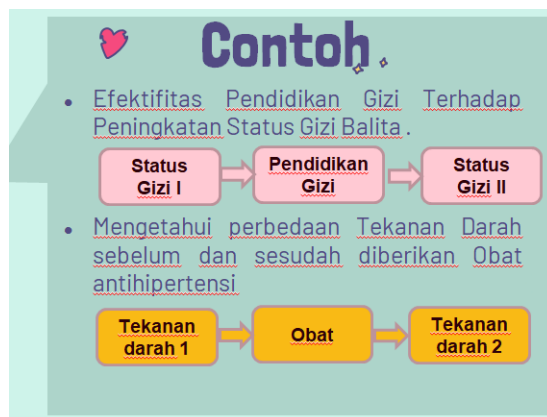 Contoh
• Efektifitas Pendidikan Gizi Terhadap
Peningkatan Status Gizi Balita .
Status
Gizi I
Pendidikan
Gizi
Status
Gizi II
• Mengetahui perbedaan Tekanan Darah
sebelum dan sesudah diberikan Obat
antihipertensi
Tekanan
darah 1
Obat
Tekanan
darah 2